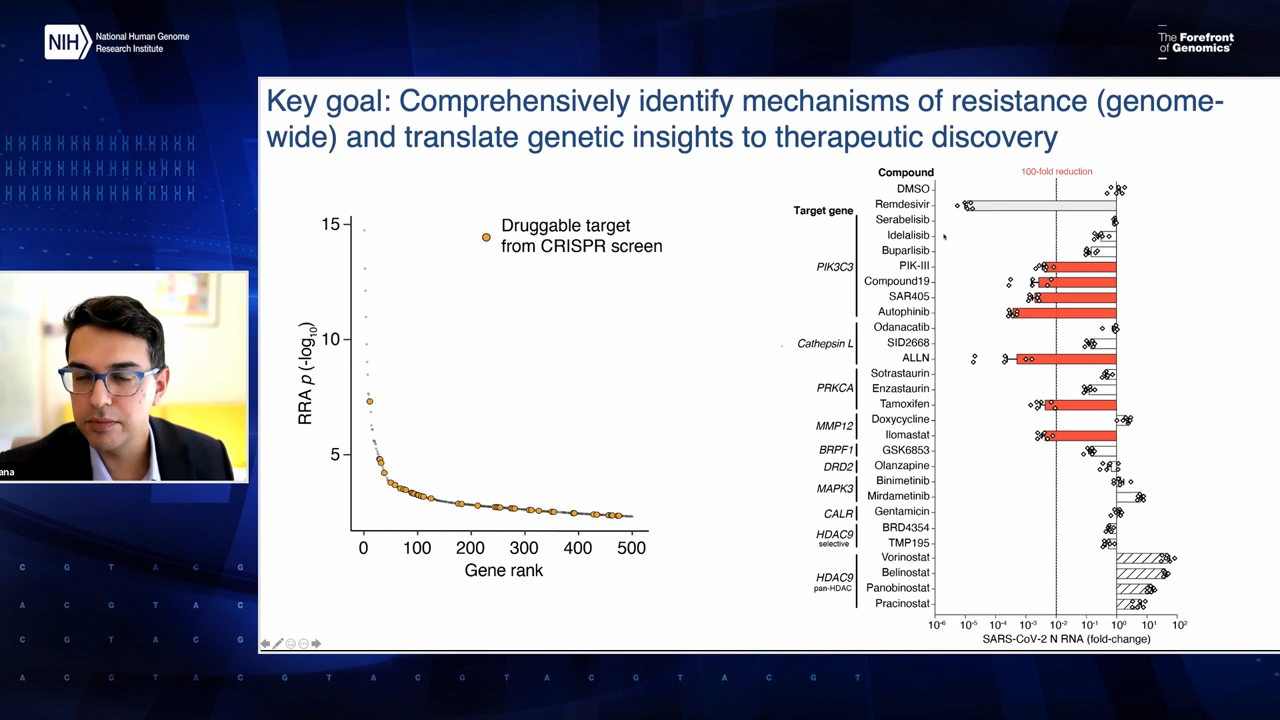 NIH
National Human Genome
Research Institute
The Forefront
of Genomics®
Key goal: Comprehensively identify mechanisms of resistance (genome-
wide) and translate genetic insights to therapeutic discovery
15
10
5
RRA p (-log10)
Druggable target
from CRISPR screen
0 100 200 300 400 500
Gene rank
Compound
100-fold reduction
Target gene
DMSO
Remdesivir
PIK3C3
Serabelisib
Idelalisib
Buparlisib
PIK-III
Compound19
SAR405
Autophinib
Cathepsin L
Odanacatib
SID2668
ALLN
PRKCA
Sotrastaurin
Enzastaurin
Tamoxifen
MMP12
Doxycycline
Ilomastat
BRPF1
GSK6853
DRD2
Olanzapine
MAPK3
Binimetinib
Mirdametinib
CALR
Gentamicin
HDAC9
selective
BRD4354
TMP195
HDAC9
pan-HDAC
Vorinostat
Belinostat
Panobinostat
Pracinostat
10-6 10-5 10-4 10-3 10-2 10-1 100 101 102
SARS-CoV-2 N RNA (fold-change)
ana
C G T A C G
A C G T A C
C G T A C G
A C G T A C G T A C G T A C G T